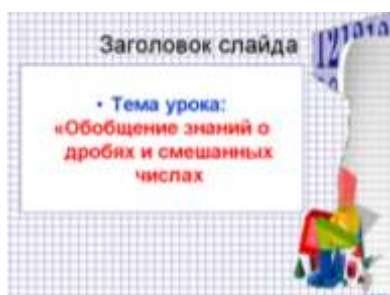 Заголовок слайда
• Тема урока:
«Обобщение знаний о
дробях и смешанных
числах